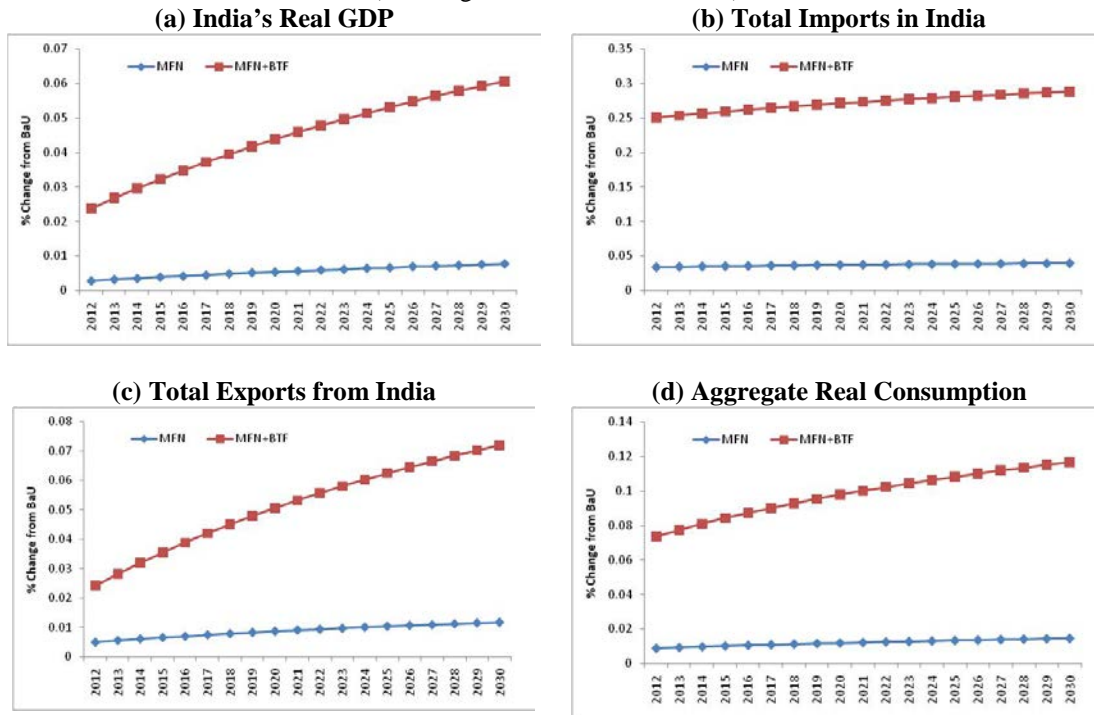 (a) India's Real GDP
(b) Total Imports in India
MFN MFN+BTF
% Change from BaU
0.07
0.06
0.05
0.04
0.03
0.02
0.01
0
2012 2013 2014 2015 2016 2017 2018 2019 2020 2021 2022 2023 2024 2025 2026 2027 2028 2029 2030
MFN MFN+BTF
% Change from BaU
0.35
0.3
0.25
0.2
0.15
0.1
0.05
0
2012 2013 2014 2015 2016 2017 2018 2019 2020 2021 2022 2023 2024 2025 2026 2027 2028 2029 2030
(c) Total Exports from India
(d) Aggregate Real Consumption
MFN MFN+BTF
% Change from BaU
0.08
0.07
0.06
0.05
0.04
0.03
0.02
0.01
0
2012 2013 2014 2015 2016 2017 2018 2019 2020 2021 2022 2023 2024 2025 2026 2027 2028 2029 2030
MFN MFN+BTF
% Change from BaU
0.14
0.12
0.1
0.08
0.06
0.04
0.02
0
2012 2013 2014 2015 2016 2017 2018 2019 2020 2021 2022 2023 2024 2025 2026 2027 2028 2029 2030